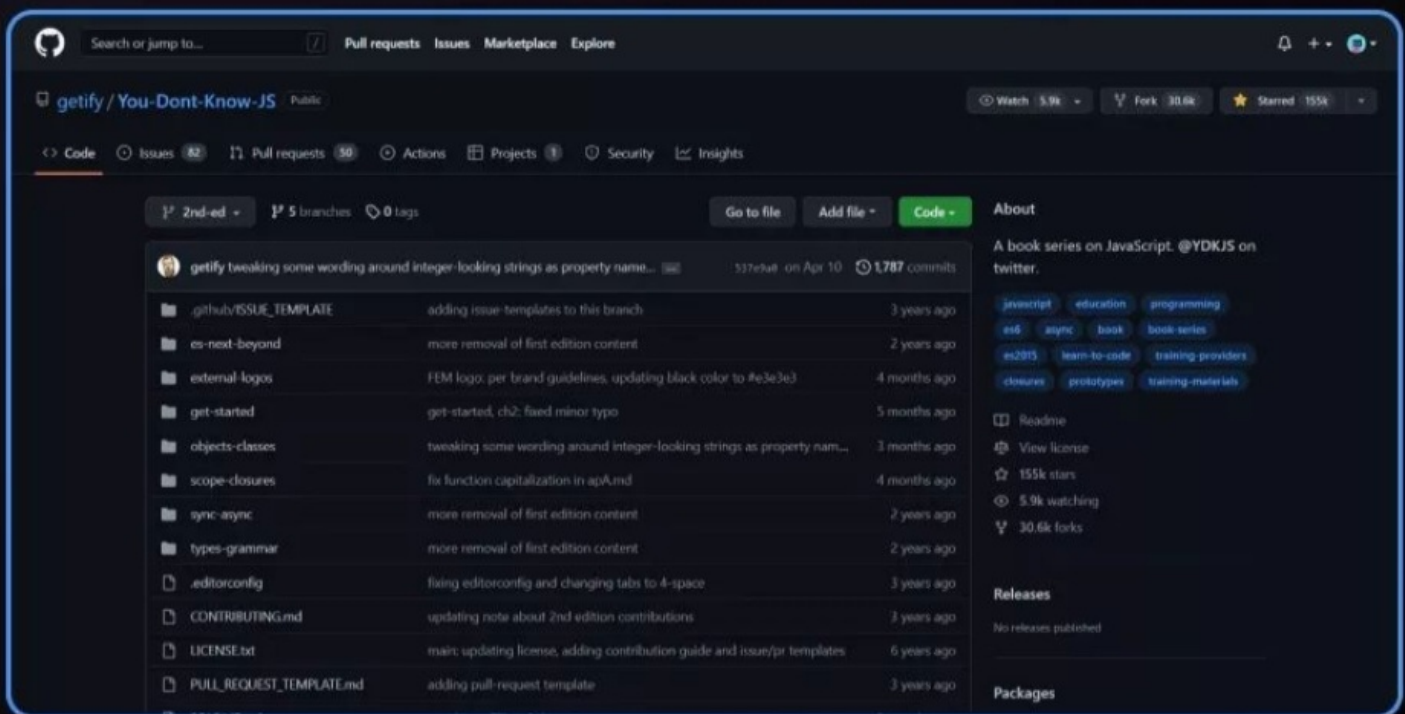 Search or jump to... /
Pull requests Issues Marketplace Explore
getify / You-Dont-Know-JS Public
Watch 5.9k Fork 30.6k Starred 155k
Code Issues 82 Pull requests 50 Actions Projects 1 Security Insights
2nd-ed 5 branches 0 tags Go to file Add file Code
getify tweaking some wording around integer-looking strings as property name... on Apr 10 1,787 commits
.github/ISSUE_TEMPLATE adding issue-templates to this branch 3 years ago
es-next-beyond more removal of first edition content 2 years ago
external-logos FEM logo: per brand guidelines, updating black color to #e3e3e3 4 months ago
get-started get-started, ch2: fixed minor typo 5 months ago
objects-classes tweaking some wording around integer-looking strings as property nam... 3 months ago
scope-closures fix function capitalization in apA.md 4 months ago
sync-async more removal of first edition content 2 years ago
types-grammar more removal of first edition content 2 years ago
.editorconfig fixing editorconfig and changing tabs to 4-space 3 years ago
CONTRIBUTING.md updating note about 2nd edition contributions 3 years ago
LICENSE.txt main: updating license, adding contribution guide and issue/pr templates 6 years ago
PULL_REQUEST_TEMPLATE.md adding pull-request template 3 years ago
About
A book series on JavaScript. @YDKJS on
twitter.
javascript education programming
es6 async book book-series
es2015 learn-to-code training-providers
closures prototypes training-materials
Readme
View license
155k stars
5.9k watching
30.6k forks
Releases
No releases published
Packages